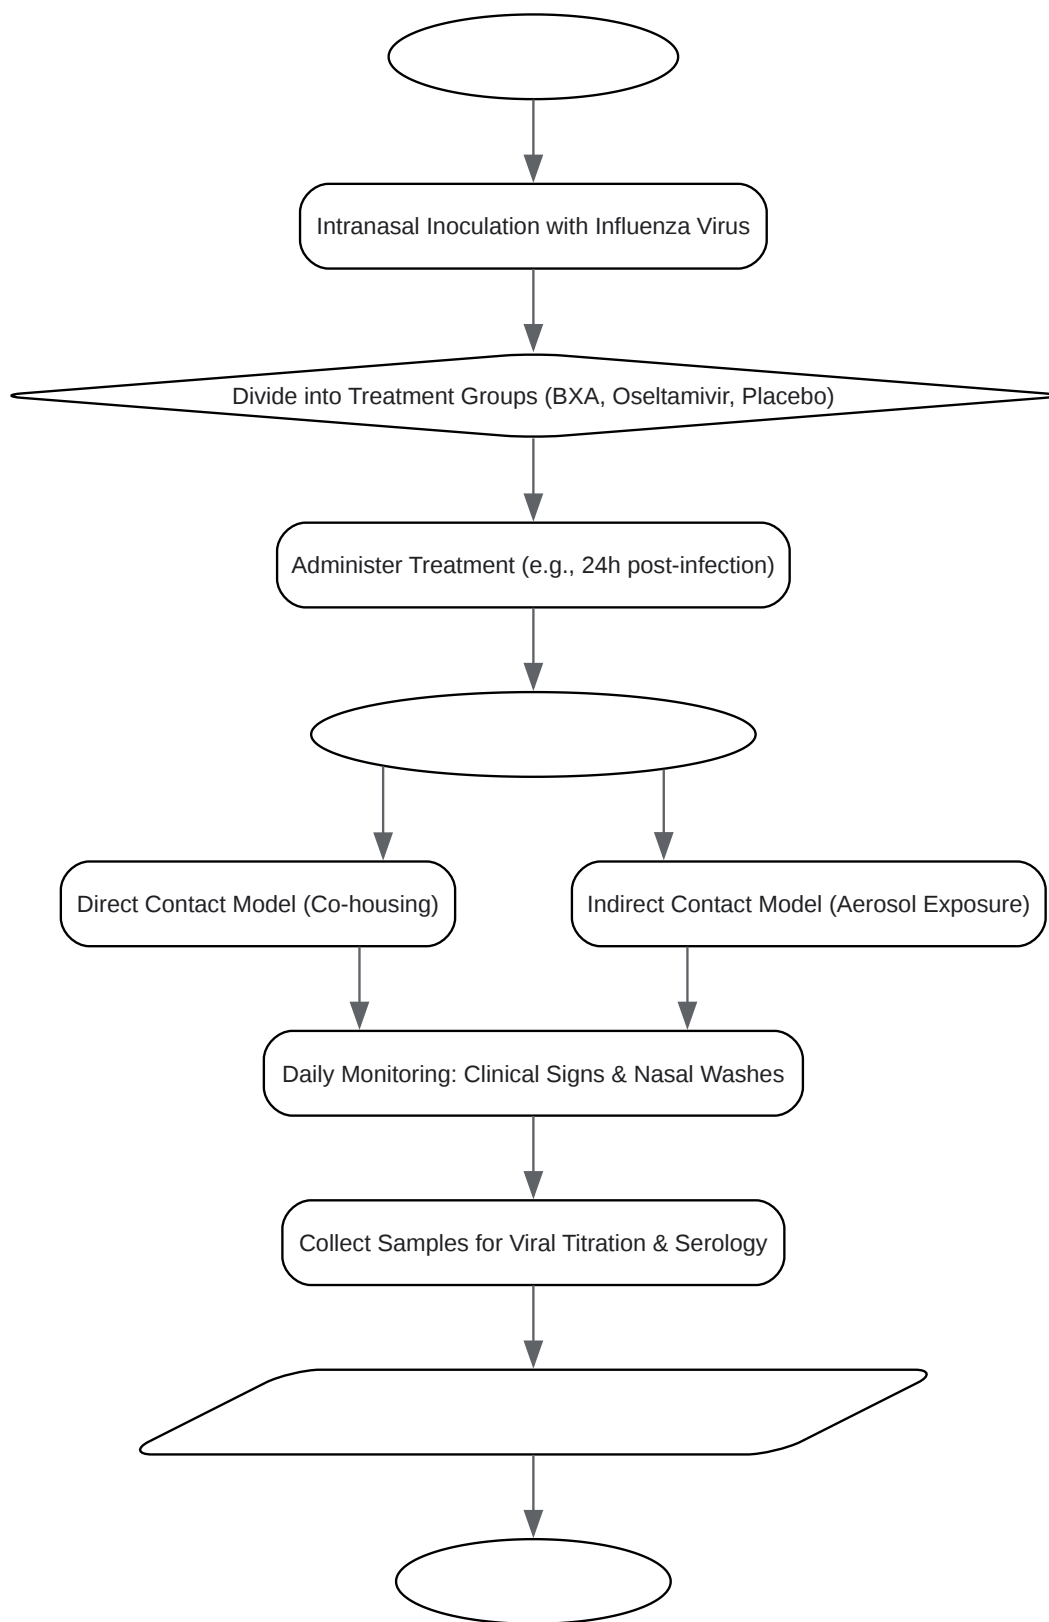 Intranasal Inoculation with Influenza Virus
Divide into Treatment Groups (BXA, Oseltamivir, Placebo)
Administer Treatment (e.g., 24h post-infection)
Direct Contact Model (Co-housing)
Indirect Contact Model (Aerosol Exposure)
Daily Monitoring: Clinical Signs & Nasal Washes
Collect Samples for Viral Titration & Serology